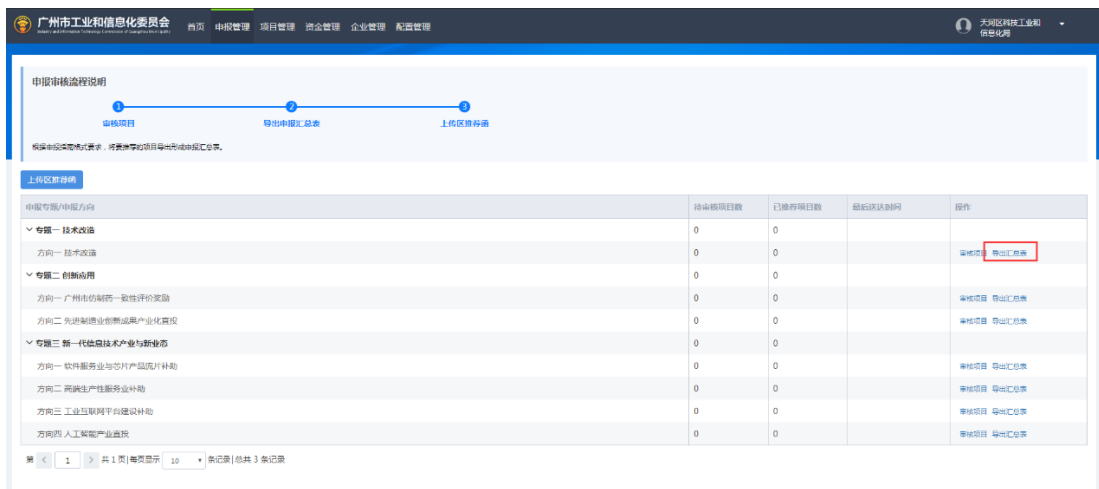 广州市工业和信息化委员会 首页 申报管理 项目管理 资金管理 企业管理 配置管理 天河区科技工业和
信息化局
申报审核流程说明
1 2 3
审核项目 导出申报汇总表 上传区推荐函
根据申报指南格式要求，将要推荐的项目导出形成申报汇总表。
上传区推荐函
申报专题/申报方向 待审核项目数 已推荐项目数 最后送达时间 操作
专题一 技术改造 0 0
方向一 技术改造 0 0 审核项目 导出汇总表
专题二 创新应用 0 0
方向一 广州市仿制药一致性评价奖励 0 0 审核项目 导出汇总表
方向二 先进制造业创新成果产业化直投 0 0 审核项目 导出汇总表
专题三 新一代信息技术产业与新业态 0 0
方向一 软件服务业与芯片产品流片补助 0 0 审核项目 导出汇总表
方向二 高端生产性服务业补助 0 0 审核项目 导出汇总表
方向三 工业互联网平台建设补助 0 0 审核项目 导出汇总表
方向四 人工智能产业直投 0 0 审核项目 导出汇总表
第 < 1 > 共 1 页|每页显示 10 条记录|总共 3 条记录